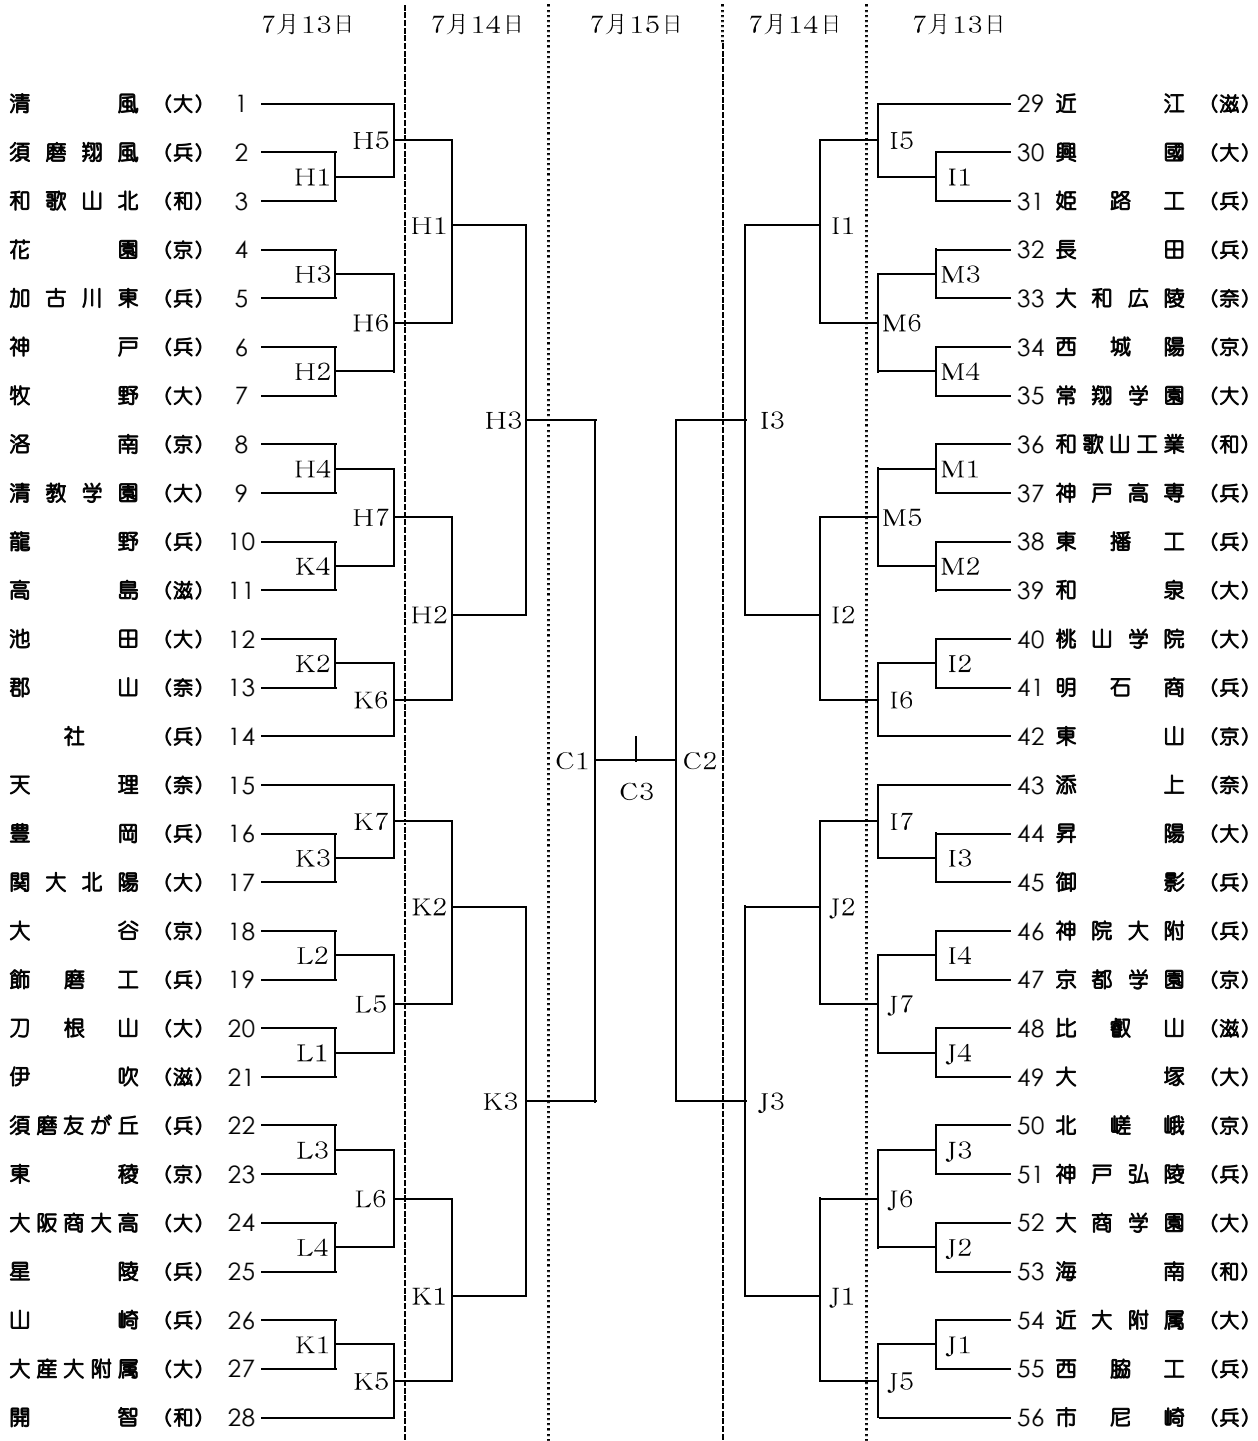 7月13日 7月14日 7月15日 7月14日 7月13日
清風 (大) 1 29 近江 (滋)
H5 I5
須磨翔風 (兵) 2 30 興國 (大)
H1 I1
和歌山北 (和) 3 31 姫路工 (兵)
H1 I1
花園 (京) 4 32 長田 (兵)
H3 M3
加古川東 (兵) 5 33 大和広陵 (奈)
H6 M6
神戸 (兵) 6 34 西城陽 (京)
H2 M4
牧野 (大) 7 35 常翔学園 (大)
H3 I3
洛南 (京) 8 36 和歌山工業 (和)
H4 M1
清教学園 (大) 9 37 神戸高専 (兵)
H7 M5
龍野 (兵) 10 38 東播工 (兵)
K4 M2
高島 (滋) 11 39 和泉 (大)
H2 I2
池田 (大) 12 40 桃山学院 (大)
K2 I2
郡山 (奈) 13 41 明石商 (兵)
K6 I6
社 (兵) 14 42 東山 (京)
C1 C2
天理 (奈) 15 43 添上 (奈)
C3
K7 I7
豊岡 (兵) 16 44 昇陽 (大)
K3 I3
関大北陽 (大) 17 45 御影 (兵)
K2 J2
大谷 (京) 18 46 神院大附 (兵)
L2 I4
飾磨工 (兵) 19 47 京都学園 (京)
L5 J7
刀根山 (大) 20 48 比叡山 (滋)
L1 J4
伊吹 (滋) 21 49 大塚 (大)
K3 J3
須磨友が丘 (兵) 22 50 北嵯峨 (京)
L3 J3
東稜 (京) 23 51 神戸弘陵 (兵)
L6 J6
大阪商大高 (大) 24 52 大商学園 (大)
L4 J2
星陵 (兵) 25 53 海南 (和)
K1 J1
山崎 (兵) 26 54 近大附属 (大)
K1 J1
大産大附属 (大) 27 55 西脇工 (兵)
K5 J5
開智 (和) 28 56 市尼崎 (兵)